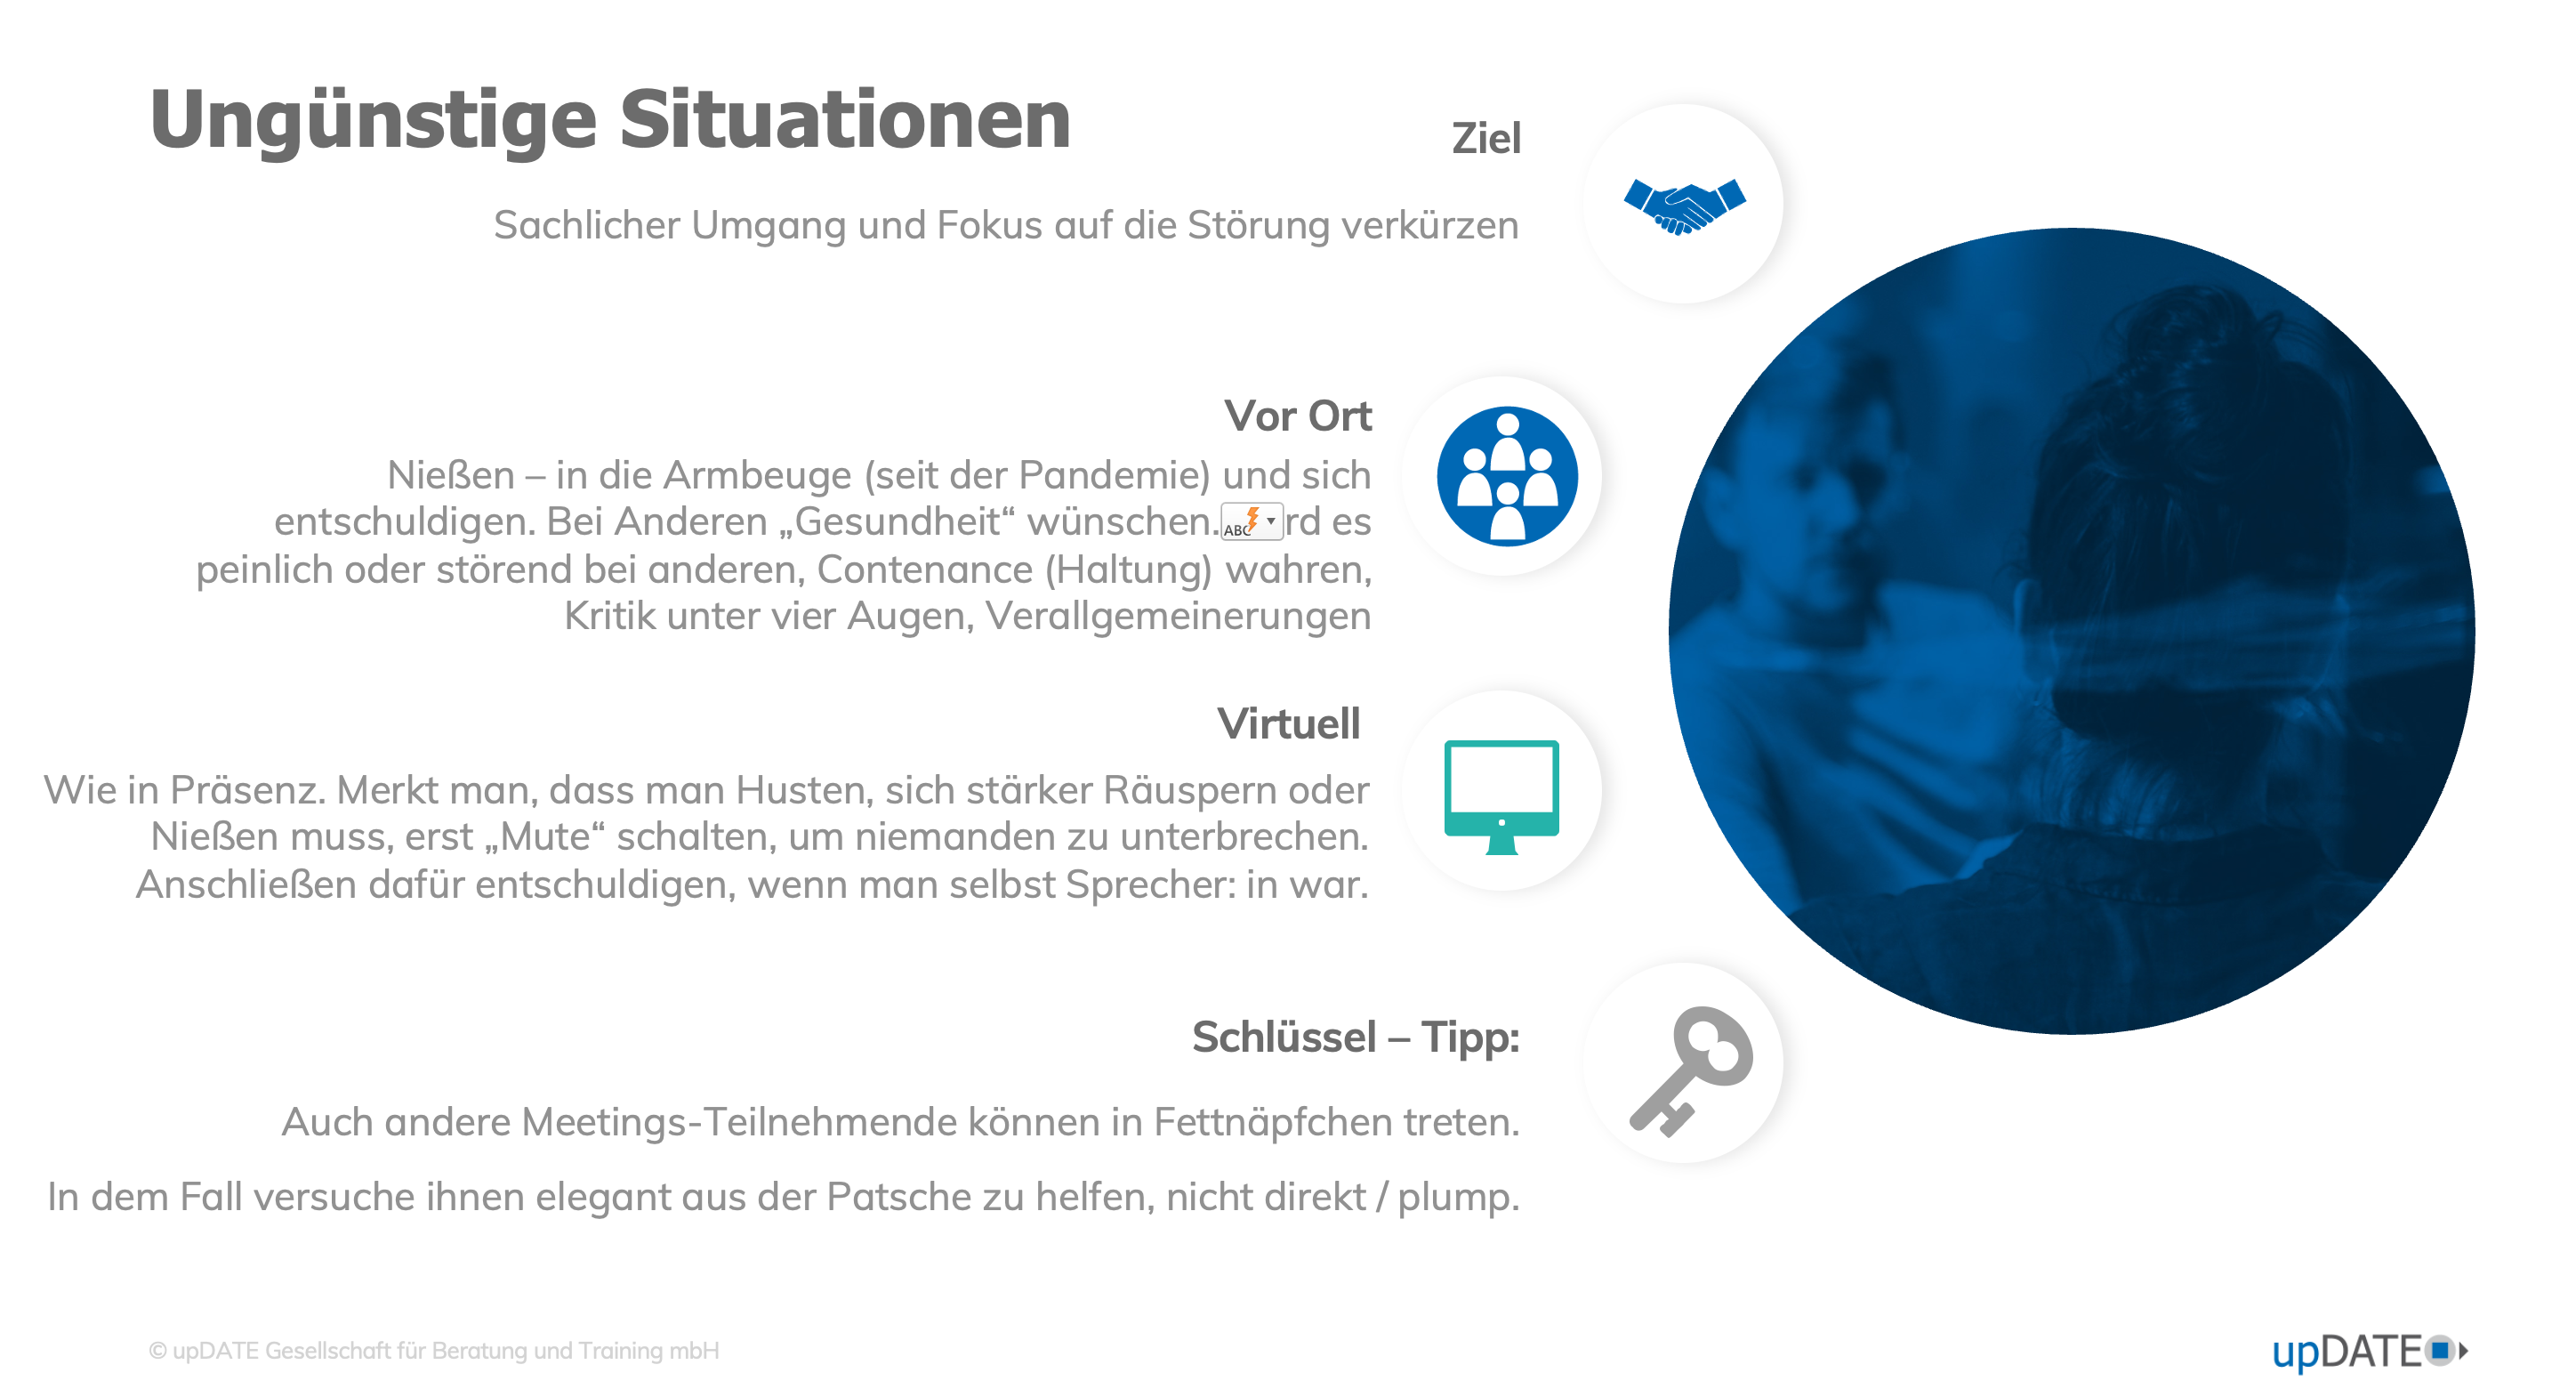 Ungünstige Situationen
Ziel
Sachlicher Umgang und Fokus auf die Störung verkürzen
Vor Ort
Nießen – in die Armbeuge (seit der Pandemie) und sich
entschuldigen. Bei Anderen „Gesundheit“ wünschen. ABC rd es
peinlich oder störend bei anderen, Contenance (Haltung) wahren,
Kritik unter vier Augen, Verallgemeinerungen
Virtuell
Wie in Präsenz. Merkt man, dass man Husten, sich stärker Räuspern oder
Nießen muss, erst „Mute“ schalten, um niemanden zu unterbrechen.
Anschließen dafür entschuldigen, wenn man selbst Sprecher: in war.
Schlüssel – Tipp:
Auch andere Meetings-Teilnehmende können in Fettnäpfchen treten.
In dem Fall versuche ihnen elegant aus der Patsche zu helfen, nicht direkt / plump.
© upDATE Gesellschaft für Beratung und Training mbH
upDATE